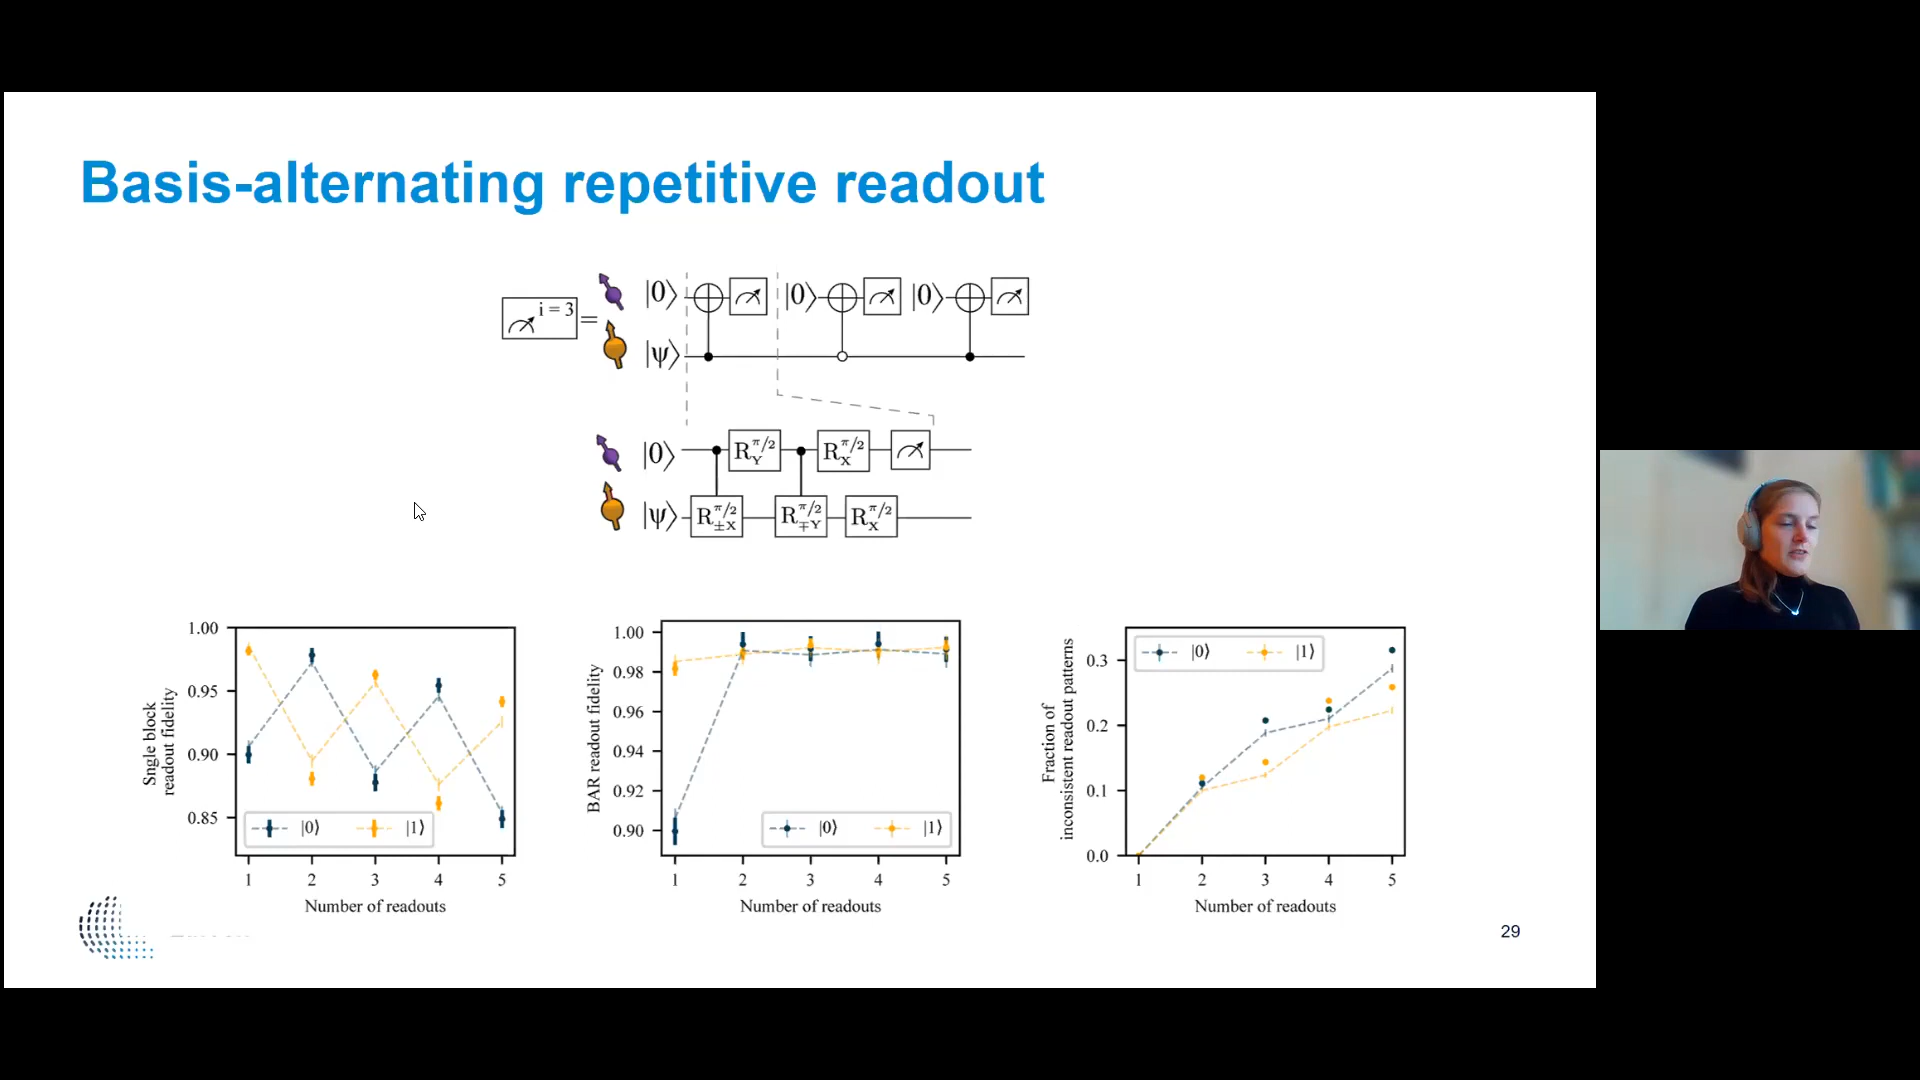 Basis-alternating repetitive readout
i = 3
=
|0⟩ |0⟩ |0⟩
|ψ⟩
|0⟩ R_Y^{π/2} R_X^{π/2}
|ψ⟩ R_{±X}^{π/2} R_{∓Y}^{π/2} R_X^{π/2}
Sngle block
readout fidelity
1.00
0.95
0.90
0.85
|0⟩ |1⟩
1 2 3 4 5
Number of readouts
BAR readout fidelity
1.00
0.98
0.96
0.94
0.92
0.90
|0⟩ |1⟩
1 2 3 4 5
Number of readouts
Fraction of
inconsistent readout patterns
0.3
0.2
0.1
0.0
|0⟩ |1⟩
1 2 3 4 5
Number of readouts
29